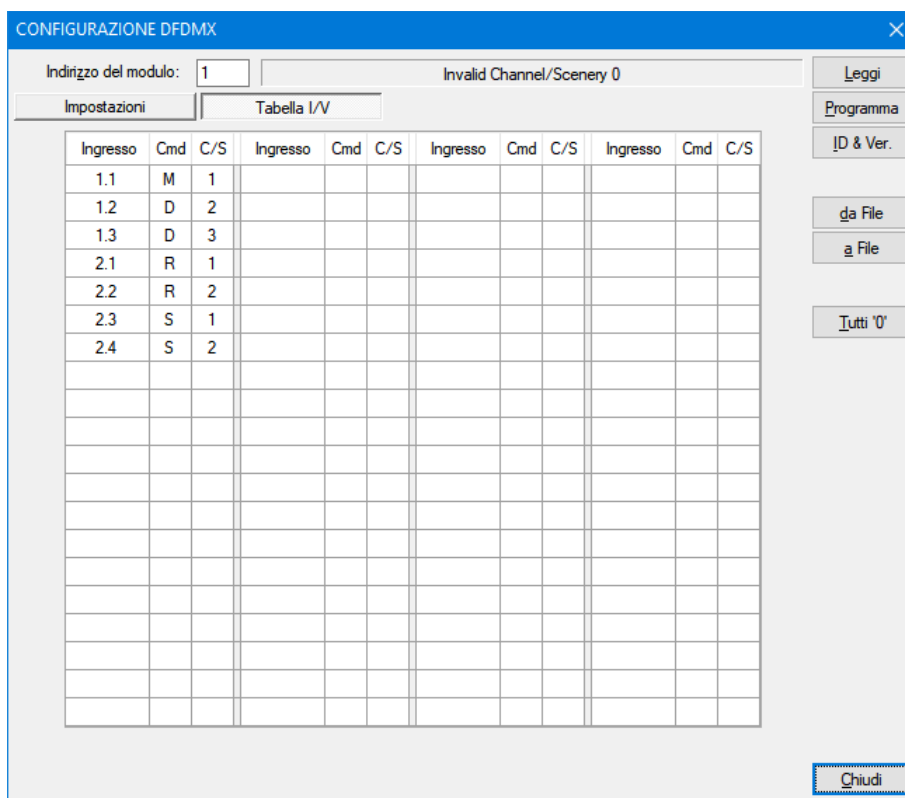 CONFIGURAZIONE DFDMX
Indirizzo del modulo: 1 Invalid Channel/Scenery 0 Leggi
Impostazioni Tabella I/V Programma
Ingresso Cmd C/S Ingresso Cmd C/S Ingresso Cmd C/S Ingresso Cmd C/S ID & Ver.
1.1 M 1
1.2 D 2 da File
1.3 D 3 a File
2.1 R 1
2.2 R 2
2.3 S 1 Tutti '0'
2.4 S 2
Chiudi